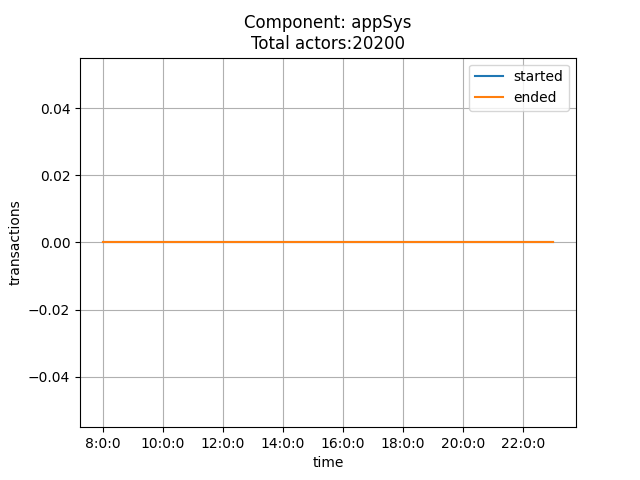 Component: appSys
Total actors:20200
started
ended
0.04
0.02
0.00
−0.02
−0.04
transactions
8:0:0 10:0:0 12:0:0 14:0:0 16:0:0 18:0:0 20:0:0 22:0:0
time